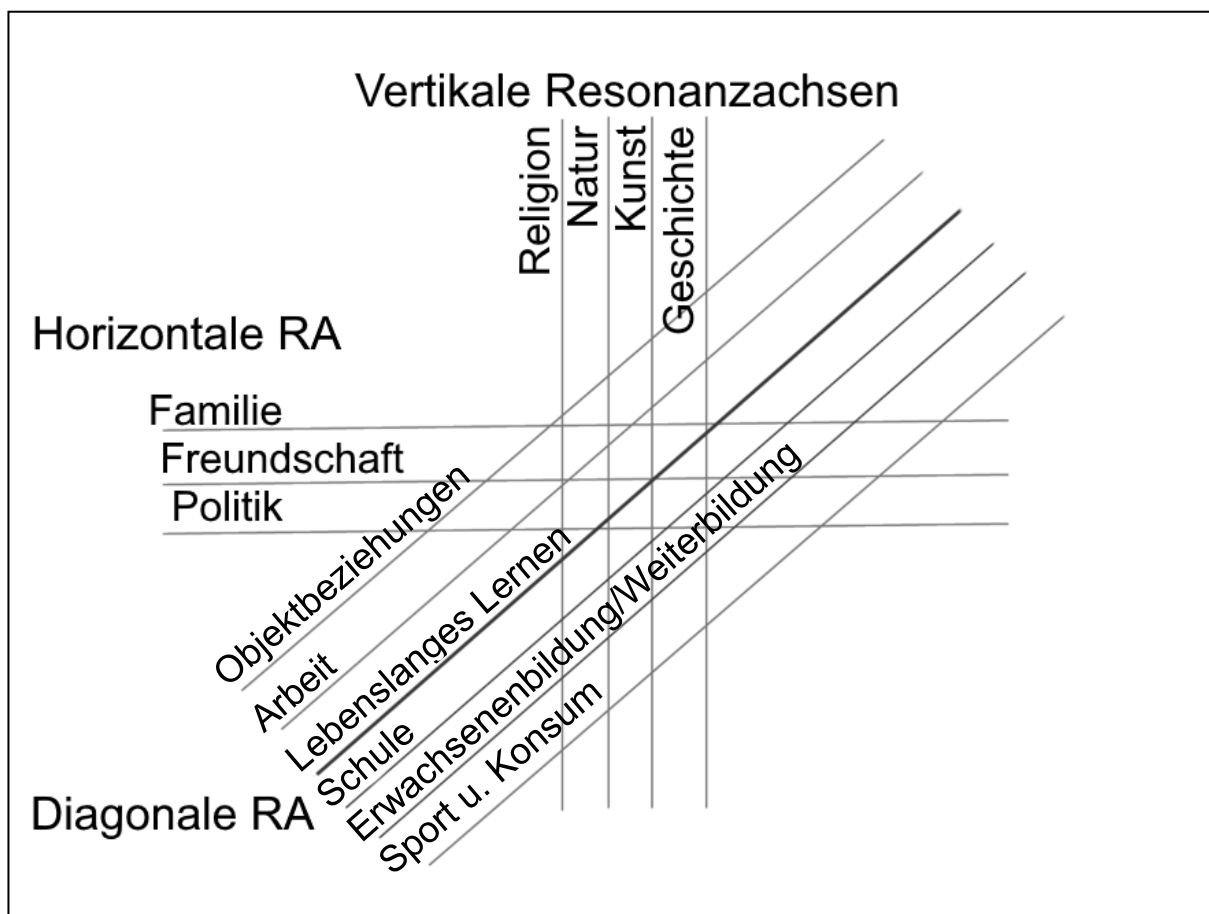 Vertikale Resonanzachsen
Religion
Natur
Kunst
Geschichte
Horizontale RA
Familie
Freundschaft
Politik
Objektbeziehungen
Arbeit
Lebenslanges Lernen
Schule
Erwachsenenbildung/Weiterbildung
Sport u. Konsum
Diagonale RA